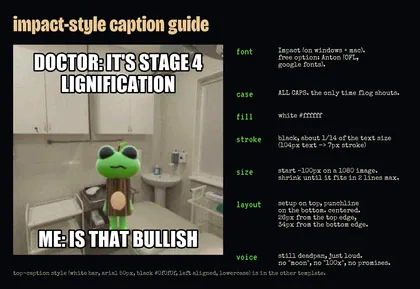 impact-style caption guide
DOCTOR: IT'S STAGE 4
LIGNIFICATION
ME: IS THAT BULLISH
font
Impact (on windows + mac).
free option: Anton (OFL,
google fonts).
case
ALL CAPS. the only time flog shouts.
fill
white #ffffff
stroke
black, about 1/14 of the text size
(104px text -> 7px stroke)
size
start ~100px on a 1080 image.
shrink until it fits in 2 lines max.
layout
setup on top, punchline
on the bottom. centered.
26px from the top edge,
34px from the bottom edge.
voice
still deadpan, just loud.
no "moon", no "100x", no promises.
top-caption style (white bar, arial 60px, black #0f0f0f, left aligned, lowercase) is in the other template.